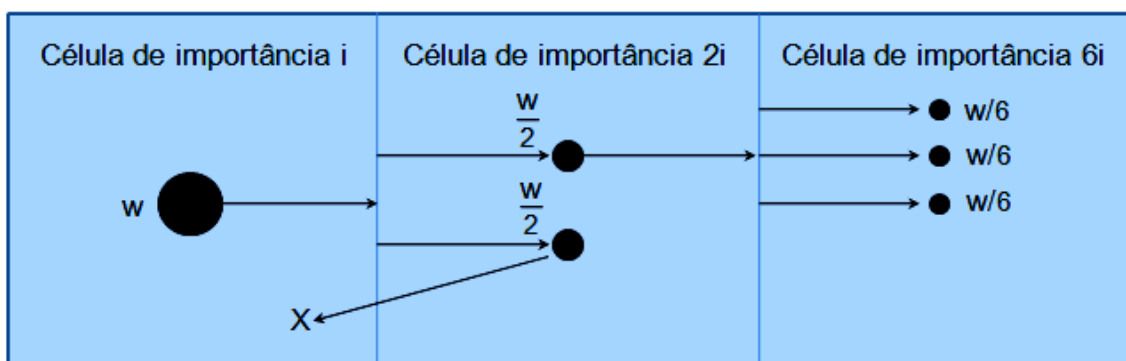 Célula de importância i
Célula de importância 2i
Célula de importância 6i
w
w
2
w
2
X
w/6
w/6
w/6